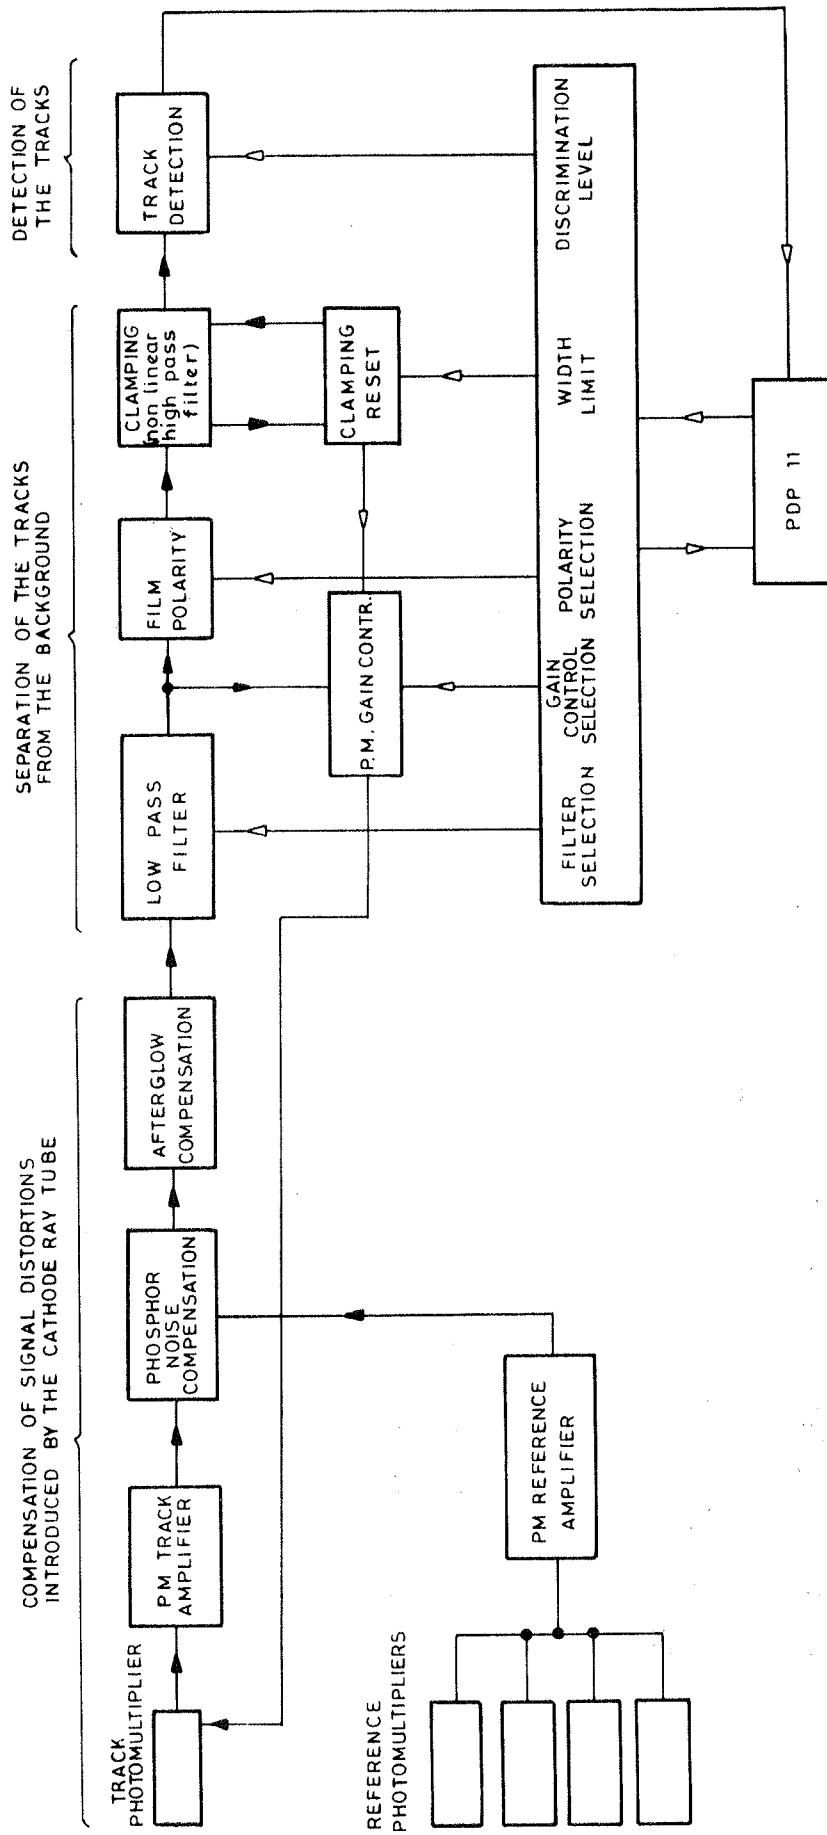 COMPENSATION OF SIGNAL DISTORTIONS
INTRODUCED BY THE CATHODE RAY TUBE
SEPARATION OF THE TRACKS
FROM THE BACKGROUND
DETECTION OF
THE TRACKS
TRACK
PHOTOMULTIPLIER
PM TRACK
AMPLIFIER
PHOSPHOR
NOISE
COMPENSATION
AFTERGLOW
COMPENSATION
LOW PASS
FILTER
FILM
POLARITY
CLAMPING
(non linear
high pass
filter)
TRACK
DETECTION
P.M. GAIN CONTR.
CLAMPING
RESET
REFERENCE
PHOTOMULTIPLIERS
PM REFERENCE
AMPLIFIER
FILTER
SELECTION
GAIN
CONTROL
SELECTION
POLARITY
SELECTION
WIDTH
LIMIT
DISCRIMINATION
LEVEL
PDP 11